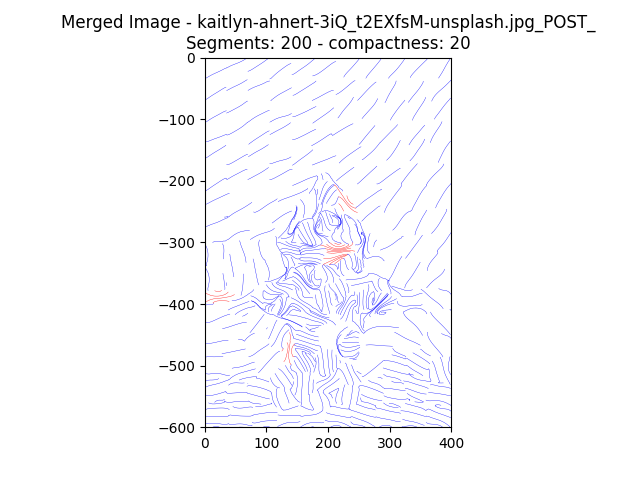 Merged Image - kaitlyn-ahnert-3iQ_t2EXfsM-unsplash.jpg_POST_
Segments: 200 - compactness: 20
0
−100
−200
−300
−400
−500
−600
0 100 200 300 400